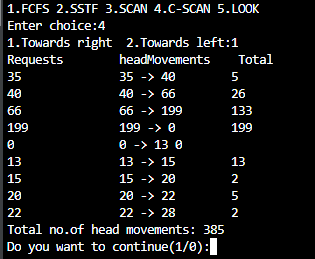 1.FCFS 2.SSTF 3.SCAN 4.C-SCAN 5.LOOK
Enter choice:4
1.Towards right  2.Towards left:1
Requests headMovements Total
35 35 -> 40 5
40 40 -> 66 26
66 66 -> 199 133
199 199 -> 0 199
0 0 -> 13 0
13 13 -> 15 13
15 15 -> 20 2
20 20 -> 22 5
22 22 -> 28 2
Total no.of head movements: 385
Do you want to continue(1/0):